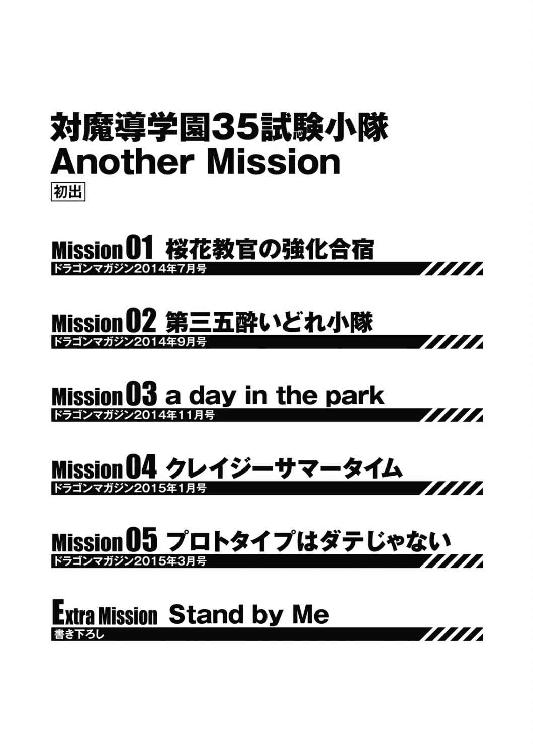 対魔導学園35試験小隊
Another Mission
初出
Mission 01 桜花教官の強化合宿
ドラゴンマガジン2014年7月号
Mission 02 第三五酔いどれ小隊
ドラゴンマガジン2014年9月号
Mission 03 a day in the park
ドラゴンマガジン2014年11月号
Mission 04 クレイジーサマータイム
ドラゴンマガジン2015年1月号
Mission 05 プロトタイプはダテじゃない
ドラゴンマガジン2015年3月号
Extra Mission Stand by Me
書き下ろし